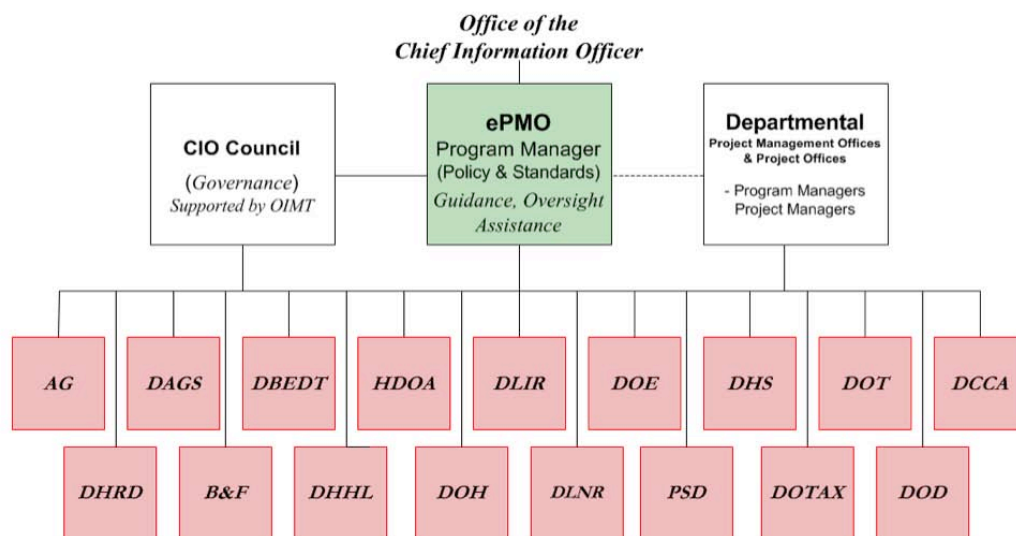 Office of the
Chief Information Officer
CIO Council
(Governance)
Supported by OIMT
ePMO
Program Manager
(Policy & Standards)
Guidance, Oversight
Assistance
Departmental
Project Management Offices
& Project Offices
- Program Managers
Project Managers
AG
DAGS
DBEDT
HDOA
DLIR
DOE
DHS
DOT
DCCA
DHRD
B&F
DHHL
DOH
DLNR
PSD
DOTAX
DOD